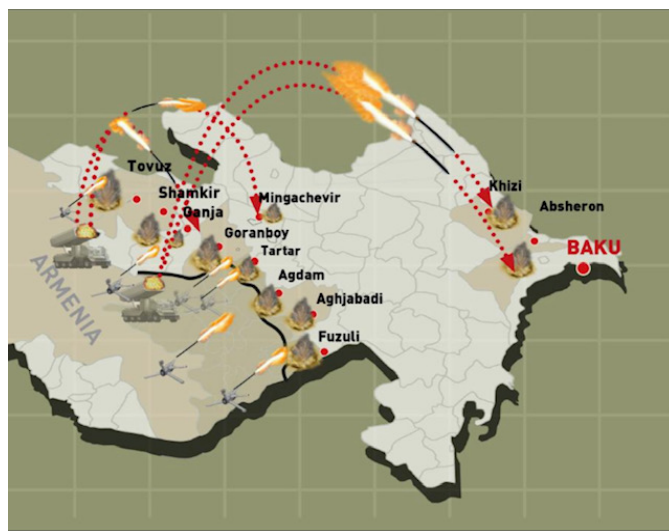 Tovuz
Shamkir
Ganja
Mingachevir
Goranboy
Tartar
Agdam
Aghjabadi
Fuzuli
Khizi
Absheron
BAKU
ARMENIA